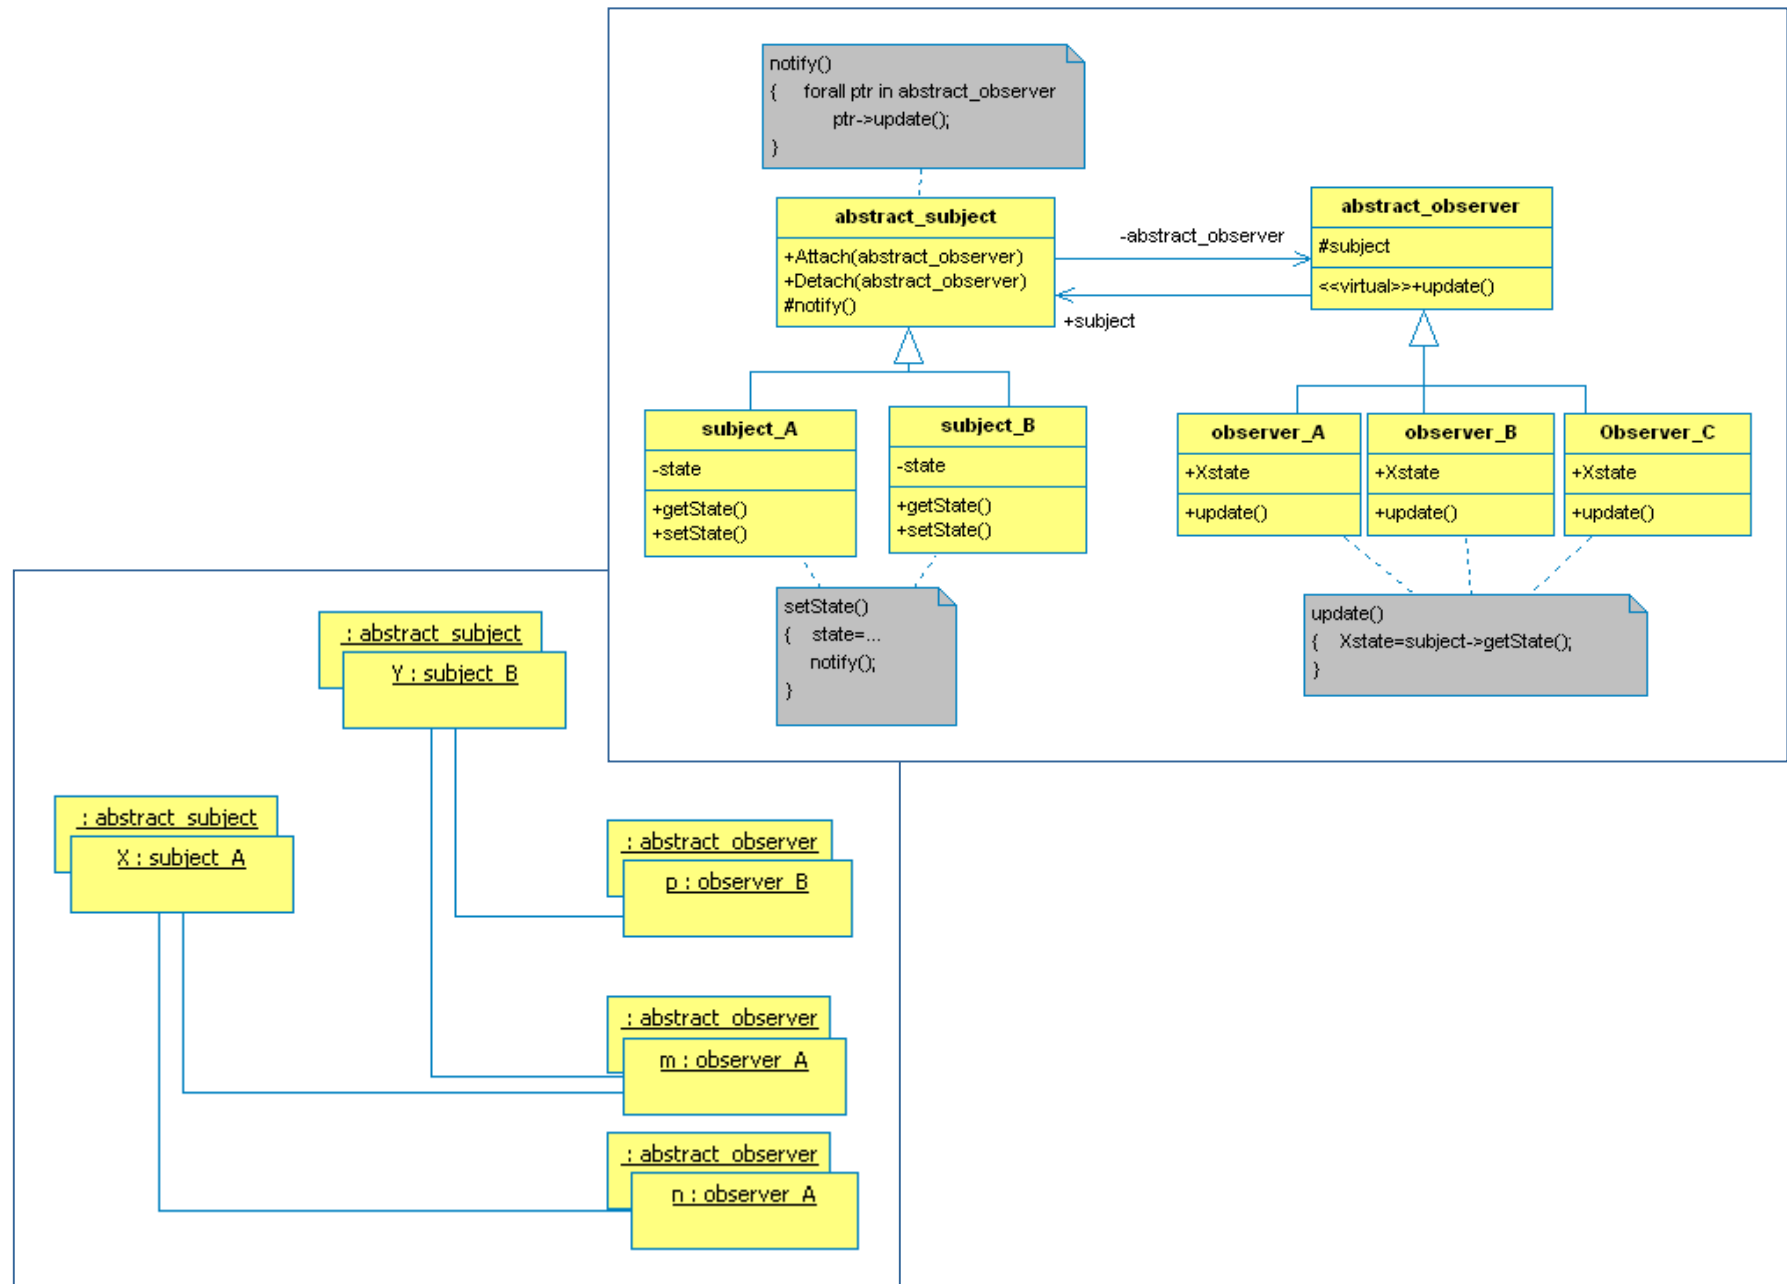 notify()
{ forall ptr in abstract_observer
ptr->update();
}
abstract_subject
+Attach(abstract_observer)
+Detach(abstract_observer)
#notify()
-abstract_observer
+subject
abstract_observer
#subject
<<virtual>>+update()
subject_A
-state
+getState()
+setState()
subject_B
-state
+getState()
+setState()
observer_A
+Xstate
+update()
observer_B
+Xstate
+update()
Observer_C
+Xstate
+update()
setState()
{ state=...
notify();
}
update()
{ Xstate=subject->getState();
}
: abstract_subject
Y : subject_B
: abstract_subject
X : subject_A
: abstract_observer
p : observer_B
: abstract_observer
m : observer_A
: abstract_observer
n : observer_A